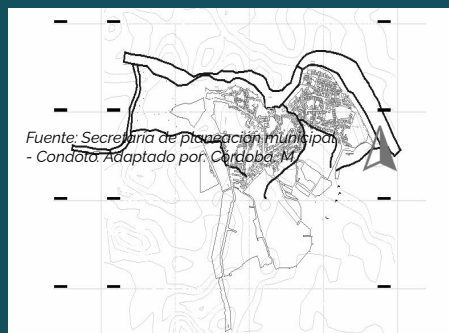 Fuente: Secretaría de planeación municipal
- Condoto. Adaptado por: Córdoba, M.